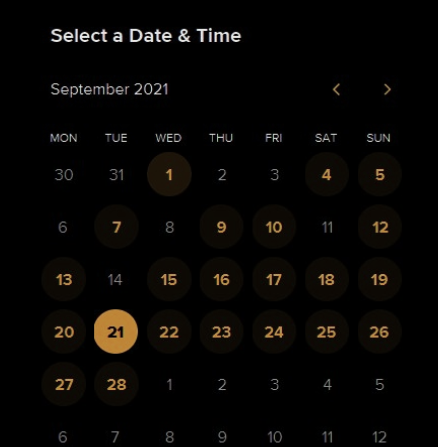 Select a Date & Time
September 2021
MON TUE WED THU FRI SAT SUN
30 31 1 2 3 4 5
6 7 8 9 10 11 12
13 14 15 16 17 18 19
20 21 22 23 24 25 26
27 28 1 2 3 4 5
6 7 8 9 10 11 12